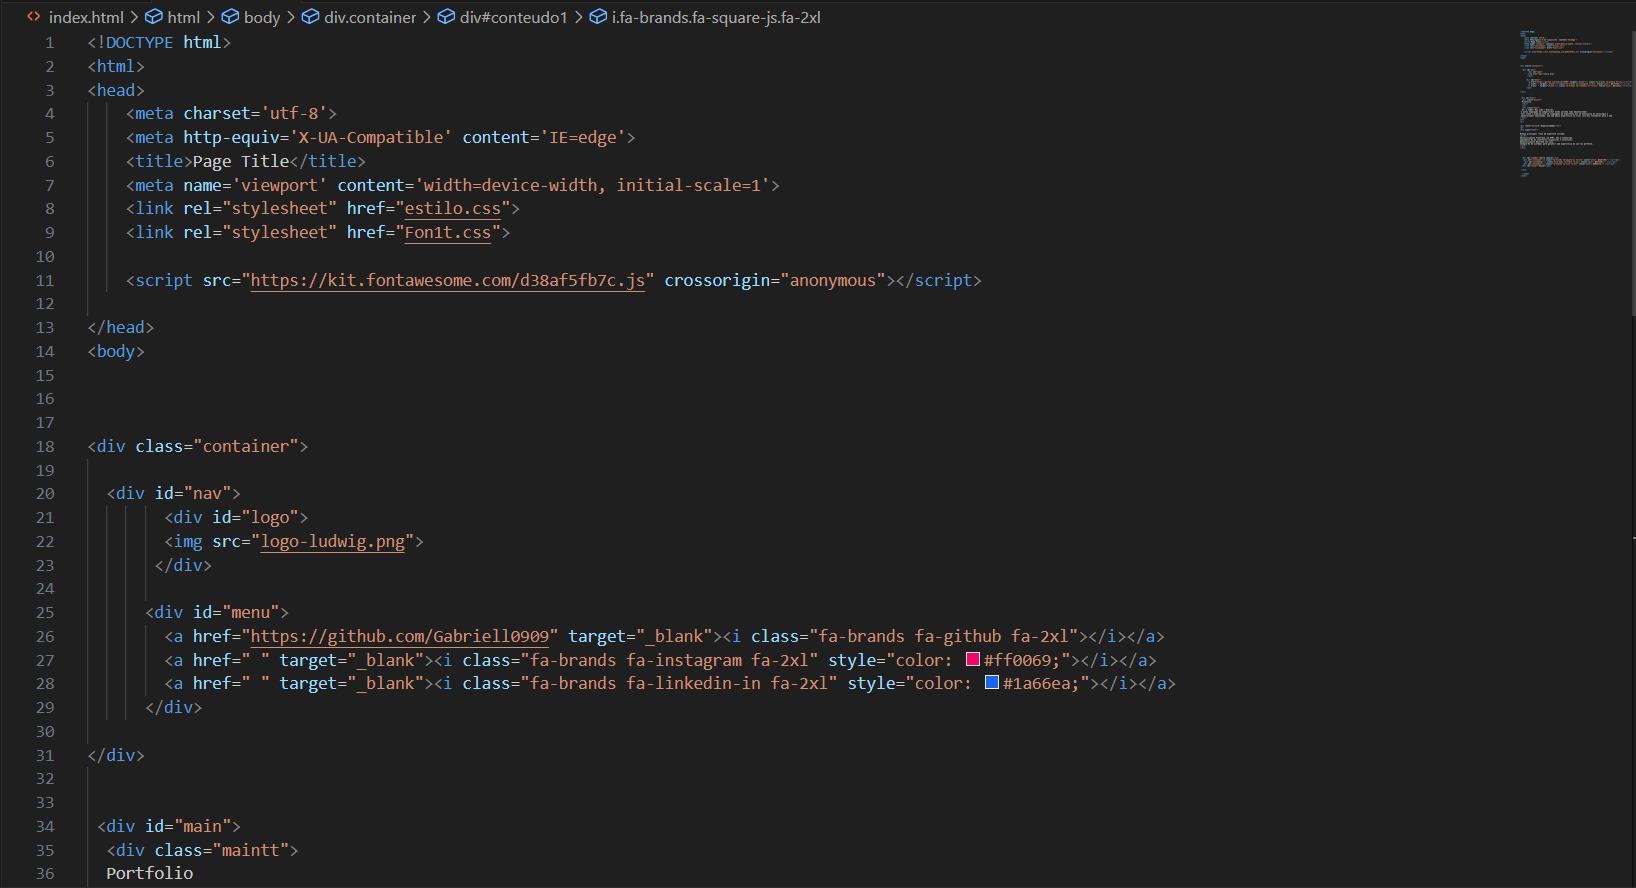 index.html > html > body > div.container > div#conteudo1 > i.fa-brands.fa-square-js.fa-2xl
1 <!DOCTYPE html>
2 <html>
3 <head>
4 <meta charset='utf-8'>
5 <meta http-equiv='X-UA-Compatible' content='IE=edge'>
6 <title>Page Title</title>
7 <meta name='viewport' content='width=device-width, initial-scale=1'>
8 <link rel="stylesheet" href="estilo.css">
9 <link rel="stylesheet" href="Fon1t.css">
10
11 <script src="https://kit.fontawesome.com/d38af5fb7c.js" crossorigin="anonymous"></script>
12
13 </head>
14 <body>
15
16
17
18 <div class="container">
19
20 <div id="nav">
21 <div id="logo">
22 <img src="logo-ludwig.png">
23 </div>
24
25 <div id="menu">
26 <a href="https://github.com/Gabriell0909" target="_blank"><i class="fa-brands fa-github fa-2xl"></i></a>
27 <a href=" " target="_blank"><i class="fa-brands fa-instagram fa-2xl" style="color: #ff0069;"></i></a>
28 <a href=" " target="_blank"><i class="fa-brands fa-linkedin-in fa-2xl" style="color: #1a66ea;"></i></a>
29 </div>
30
31 </div>
32
33
34 <div id="main">
35 <div class="maintt">
36 Portfolio